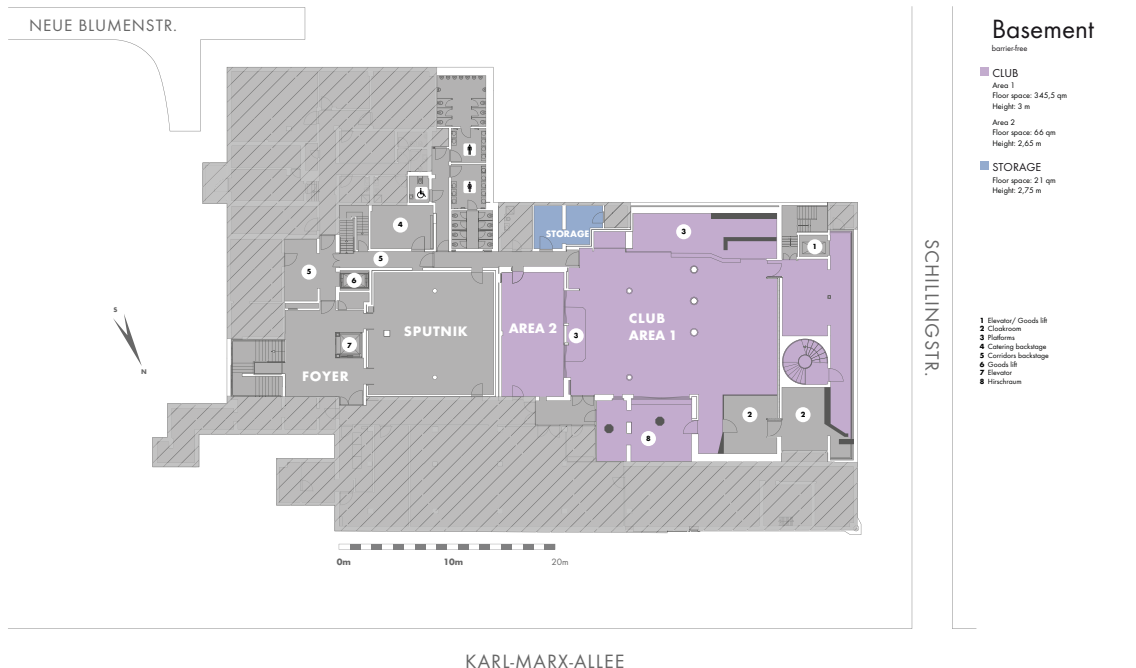 NEUE BLUMENSTR.
Basement
barrier-free
CLUB
Area 1
Floor space: 345,5 qm
Height: 3 m
Area 2
Floor space: 66 qm
Height: 2,65 m
STORAGE
Floor space: 21 qm
Height: 2,75 m
4
STORAGE
3
1
5
5
6
S
N
SPUTNIK
AREA 2
CLUB
AREA 1
3
7
FOYER
2
2
8
SCHILLINGSTR.
1 Elevator/ Goods lift
2 Cloakroom
3 Platforms
4 Catering backstage
5 Corridors backstage
6 Goods lift
7 Elevator
8 Hirschraum
0m 10m 20m
KARL-MARX-ALLEE